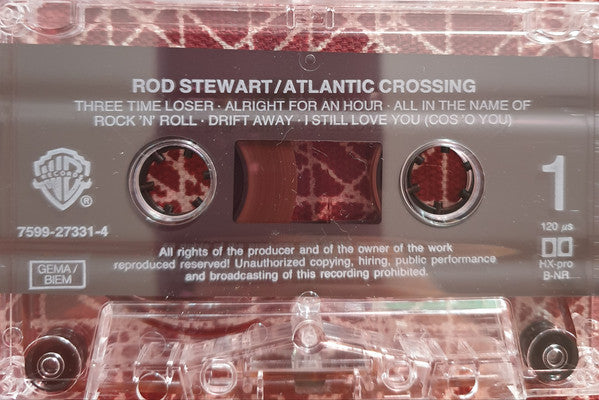 ROD STEWART/ATLANTIC CROSSING
THREE TIME LOSER · ALRIGHT FOR AN HOUR · ALL IN THE NAME OF
ROCK 'N' ROLL · DRIFT AWAY · I STILL LOVE YOU (COS 'O YOU)
RECORDS
®
1
7599-27331-4
120 µs
All rights of the producer and of the owner of the work
reproduced reserved! Unauthorized copying, hiring, public performance
and broadcasting of this recording prohibited.
GEMA/
BIEM
HX-pro
B-NR